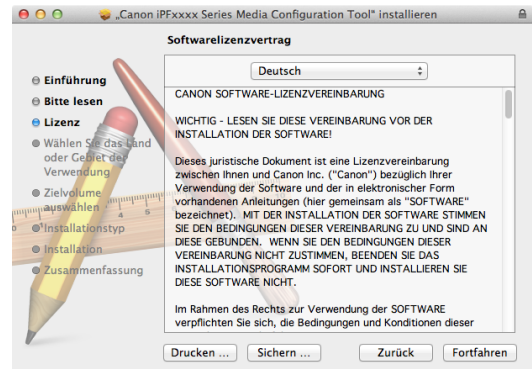 „Canon iPFxxxx Series Media Configuration Tool" installieren
Softwarelizenzvertrag
Einführung
Bitte lesen
Lizenz
Wählen Sie das Land
oder Gebiet der
Verwendung
Zielvolume
auswählen
Installationstyp
Installation
Zusammenfassung
Deutsch
CANON SOFTWARE-LIZENZVEREINBARUNG
WICHTIG - LESEN SIE DIESE VEREINBARUNG VOR DER
INSTALLATION DER SOFTWARE!
Dieses juristische Dokument ist eine Lizenzvereinbarung
zwischen Ihnen und Canon Inc. ("Canon") bezüglich Ihrer
Verwendung der Software und der in elektronischer Form
vorhandenen Anleitungen (hier gemeinsam als "SOFTWARE"
bezeichnet).  MIT DER INSTALLATION DER SOFTWARE STIMMEN
SIE DEN BEDINGUNGEN DIESER VEREINBARUNG ZU UND SIND AN
DIESE GEBUNDEN.  WENN SIE DEN BEDINGUNGEN DIESER
VEREINBARUNG NICHT ZUSTIMMEN, BEENDEN SIE DAS
INSTALLATIONSPROGRAMM SOFORT UND INSTALLIEREN SIE
DIESE SOFTWARE NICHT.
Im Rahmen des Rechts zur Verwendung der SOFTWARE
verpflichten Sie sich, die Bedingungen und Konditionen dieser
Drucken ...
Sichern ...
Zurück
Fortfahren